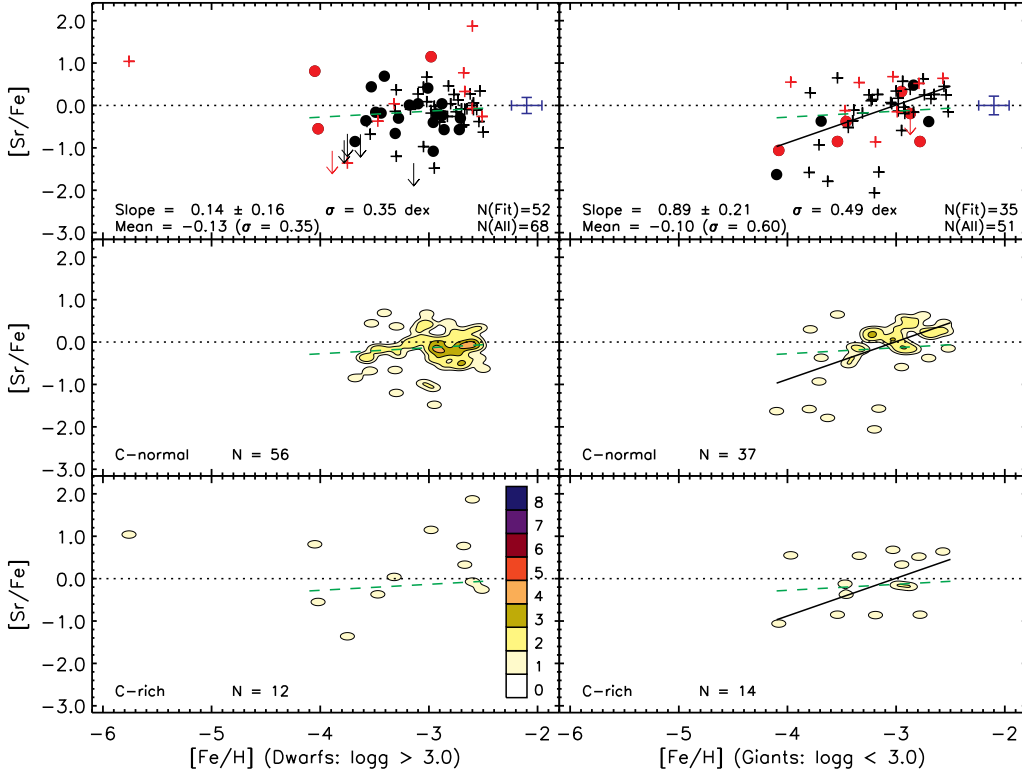 2.0
1.0
0.0
−1.0
−2.0
−3.0
[Sr/Fe]
Slope = 0.14 ± 0.16 σ = 0.35 dex N(Fit)=52
Mean = −0.13 (σ = 0.35) N(All)=68
Slope = 0.89 ± 0.21 σ = 0.49 dex N(Fit)=35
Mean = −0.10 (σ = 0.60) N(All)=51
2.0
1.0
0.0
−1.0
−2.0
−3.0
[Sr/Fe]
C−normal N = 56
C−normal N = 37
2.0
1.0
0.0
−1.0
−2.0
−3.0
[Sr/Fe]
C−rich N = 12
8
7
6
5
4
3
2
1
0
C−rich N = 14
−6 −5 −4 −3 −2
−6 −5 −4 −3 −2
[Fe/H] (Dwarfs: logg > 3.0)
[Fe/H] (Giants: logg < 3.0)